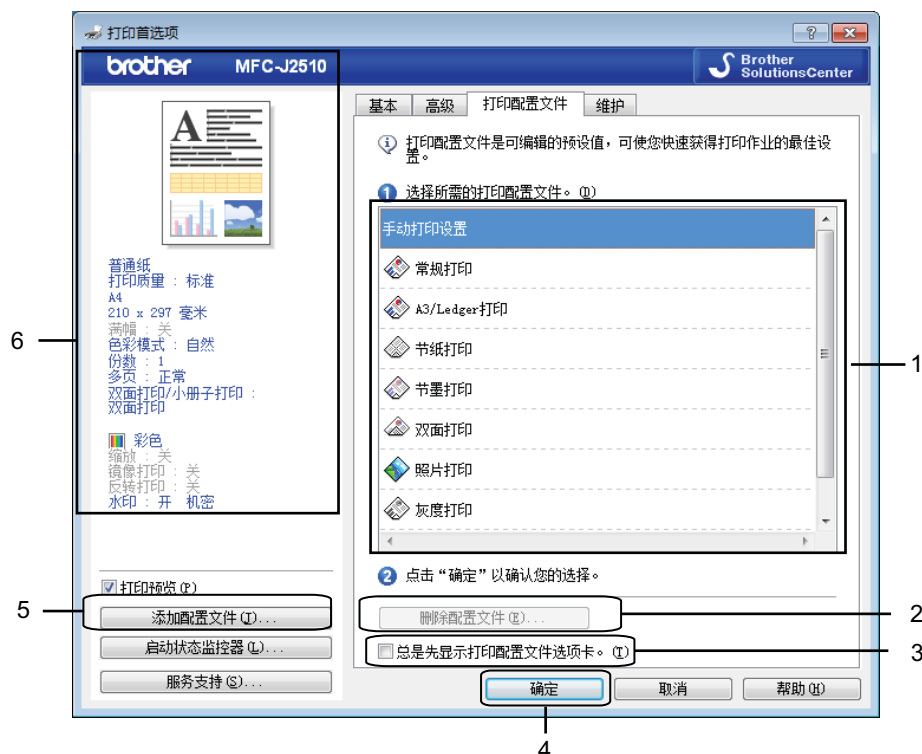 打印首选项
brother MFC-J2510
Brother
SolutionsCenter
A
普通纸
打印质量 : 标准
A4
210 x 297 毫米
满幅 : 关
色彩模式 : 自然
份数 : 1
多页 : 正常
双面打印/小册子打印 :
双面打印
彩色
缩放 : 关
镜像打印 : 关
反转打印 : 关
水印 : 开 机密
6
打印预览(P)
5
添加配置文件(J)...
启动状态监控器(L)...
服务支持(S)...
基本 高级 打印配置文件 维护
打印配置文件是可编辑的预设值，可使您快速获得打印作业的最佳设
置。
1 选择所需的打印配置文件。(D)
手动打印设置
常规打印
A3/Ledger打印
节纸打印
节墨打印
双面打印
照片打印
灰度打印
1
2 点击“确定”以确认您的选择。
删除配置文件(E)...
2
总是先显示打印配置文件选项卡。(T)
3
确定 取消 帮助(H)
4